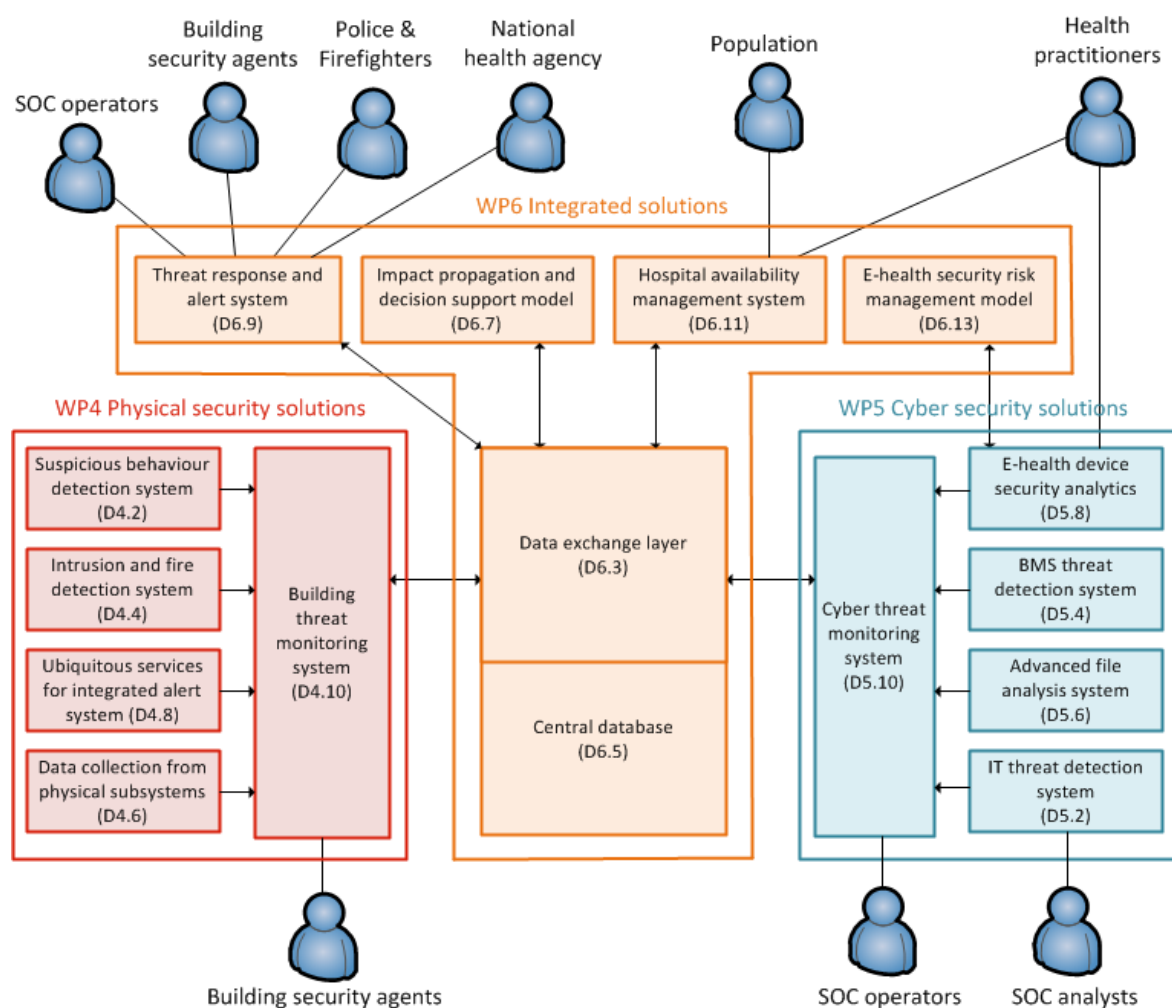 Building
security agents
Police &
Firefighters
National
health agency
Population
Health
practitioners
SOC operators
WP6 Integrated solutions
Threat response and
alert system
(D6.9)
Impact propagation and
decision support model
(D6.7)
Hospital availability
management system
(D6.11)
E-health security risk
management model
(D6.13)
WP4 Physical security solutions
Suspicious behaviour
detection system
(D4.2)
Intrusion and fire
detection system
(D4.4)
Ubiquitous services
for integrated alert
system (D4.8)
Data collection from
physical subsystems
(D4.6)
Building
threat
monitoring
system
(D4.10)
Data exchange layer
(D6.3)
Central database
(D6.5)
WP5 Cyber security solutions
Cyber threat
monitoring
system
(D5.10)
E-health device
security analytics
(D5.8)
BMS threat
detection system
(D5.4)
Advanced file
analysis system
(D5.6)
IT threat detection
system
(D5.2)
Building security agents
SOC operators
SOC analysts